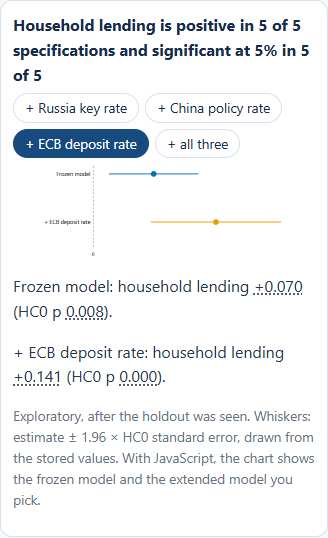 Household lending is positive in 5 of 5
specifications and significant at 5% in 5
of 5
+ Russia key rate
+ China policy rate
+ ECB deposit rate
+ all three
Frozen model
+ ECB deposit rate
0
Frozen model: household lending +0.070
(HC0 p 0.008).
+ ECB deposit rate: household lending
+0.141 (HC0 p 0.000).
Exploratory, after the holdout was seen. Whiskers:
estimate ± 1.96 × HC0 standard error, drawn from
the stored values. With JavaScript, the chart shows
the frozen model and the extended model you
pick.